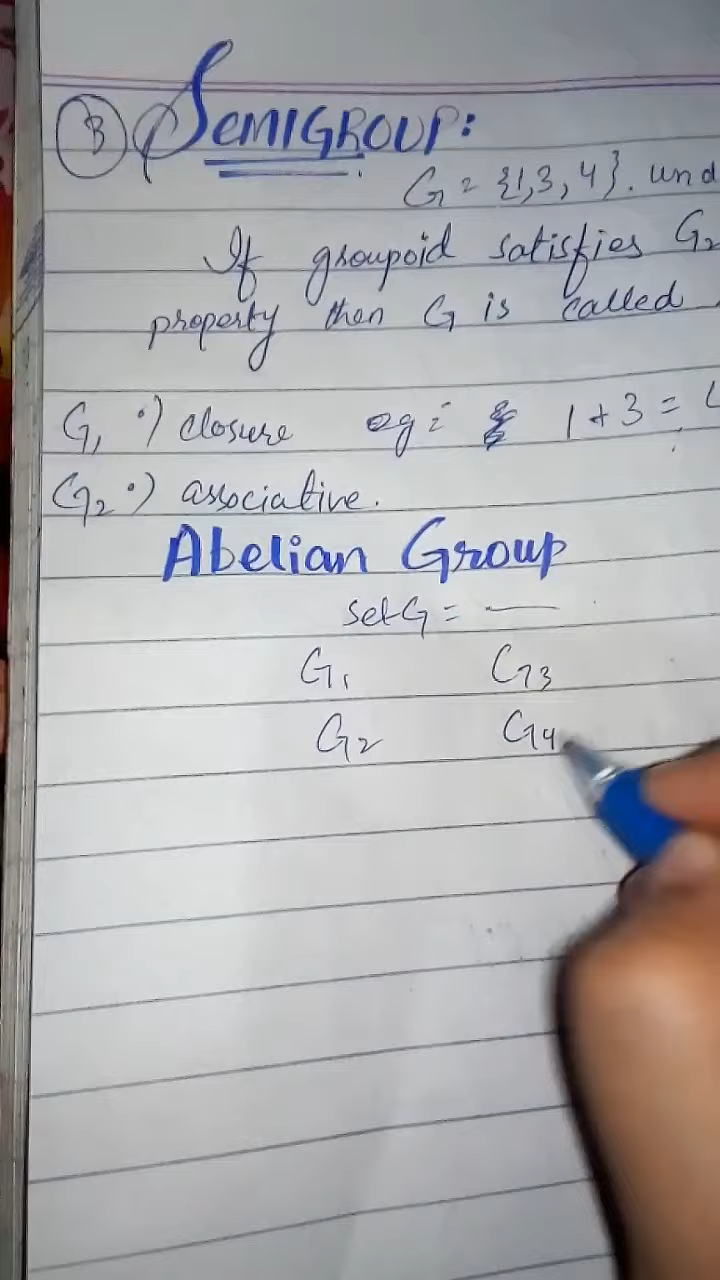 B SEMIGROUP:
G = {1,3,4}. und
If groupoid satisfies G2
property then G is called
G1 •) closure eg: 1+3=
G2 •) associative.
Abelian Group
set G = —
G1 G3
G2 G4